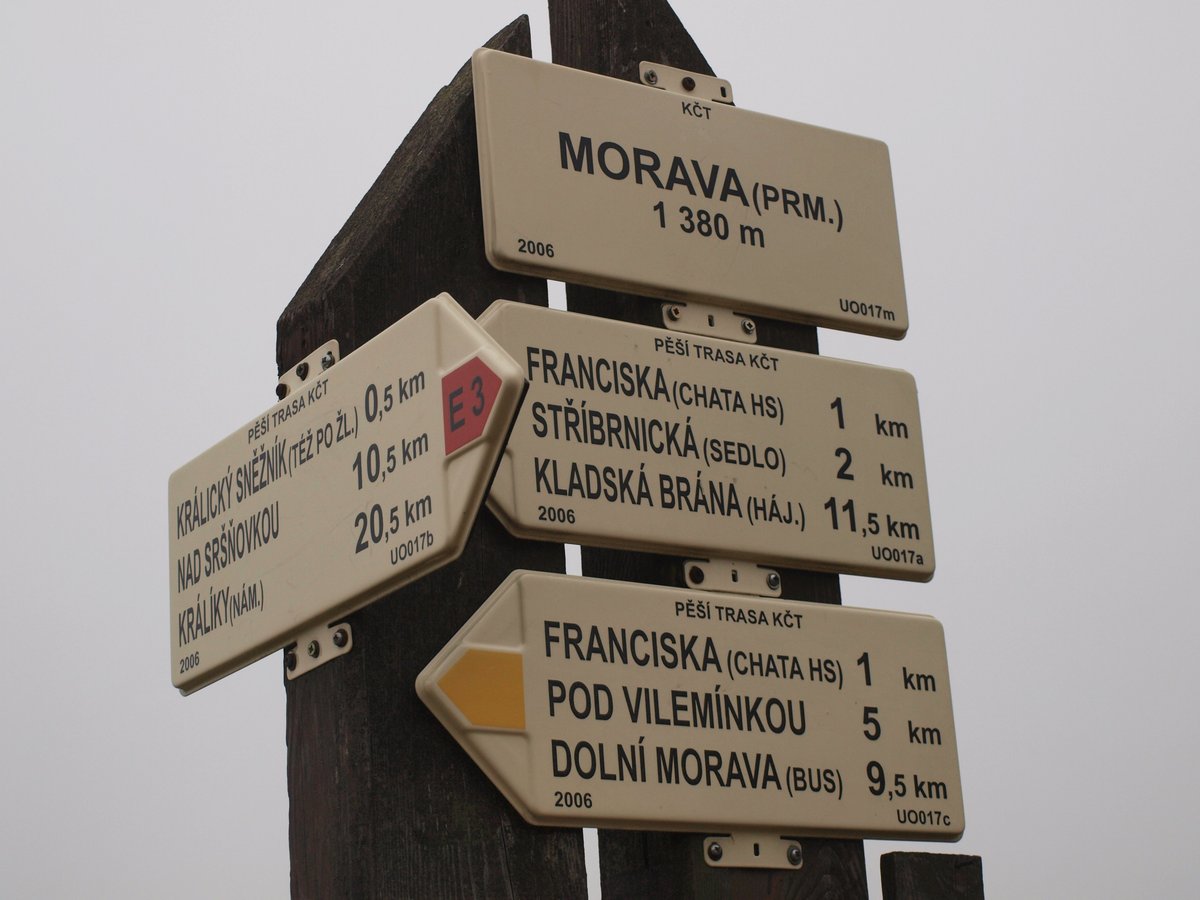 KČT
MORAVA (PRM.)
1 380 m
2006
UO017m
PĚŠÍ TRASA KČT
KRÁLICKÝ SNĚŽNÍK (TÉŽ PO ŽL.) 0,5 km
NAD SRŠŇOVKOU 10,5 km
KRÁLÍKY (NÁM.) 20,5 km
2006
UO017b
E 3
PĚŠÍ TRASA KČT
FRANCISKA (CHATA HS) 1 km
STŘÍBRNICKÁ (SEDLO) 2 km
KLADSKÁ BRÁNA (HÁJ.) 11,5 km
2006
UO017a
PĚŠÍ TRASA KČT
FRANCISKA (CHATA HS) 1 km
POD VILEMÍNKOU 5 km
DOLNÍ MORAVA (BUS) 9,5 km
2006
UO017c